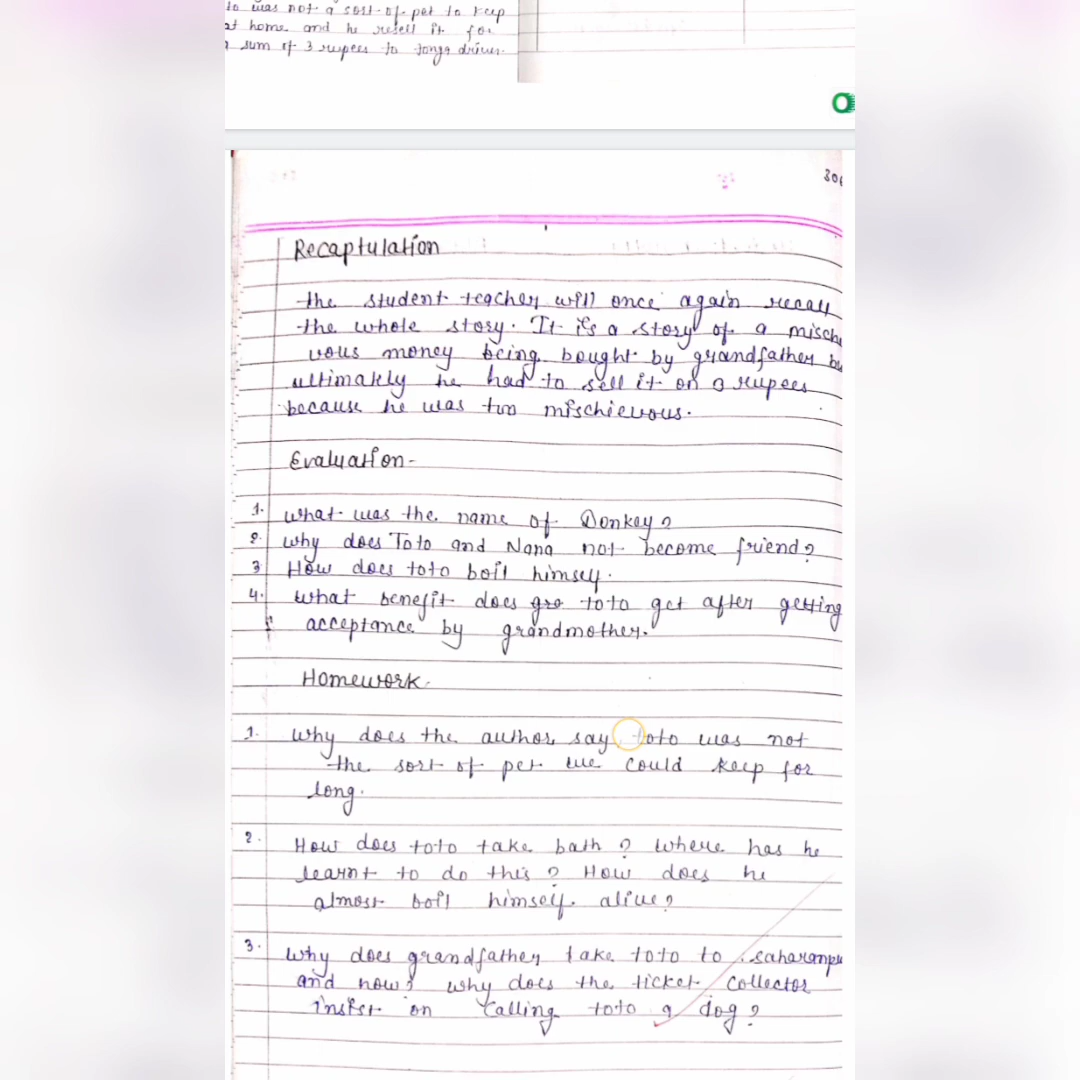 to was not a sort of pet to keep
at home and he resell it for
a sum of 3 rupees to tonga driver.
306
Recaptulation
the student teacher will once again recall
the whole story. It is a story of a misch
vous money being bought by grandfather bu
ultimatly he had to sell it on 3 rupees
because he was too mischievous.
Evaluation-
1. what was the name of Donkey?
2. why does Toto and Nana not become friend?
3 How does toto boil himself.
4. what benefit does gra toto get after getting
acceptance by grandmother.
Homework
1. why does the author say toto was not
the sort of pet we could keep for
long.
2. How does toto take bath? where has he
learnt to do this? How does he
almost boil himself alive?
3. why does grandfather take toto to saharanpu
and now? why does the ticket collector
insist on calling toto a dog?